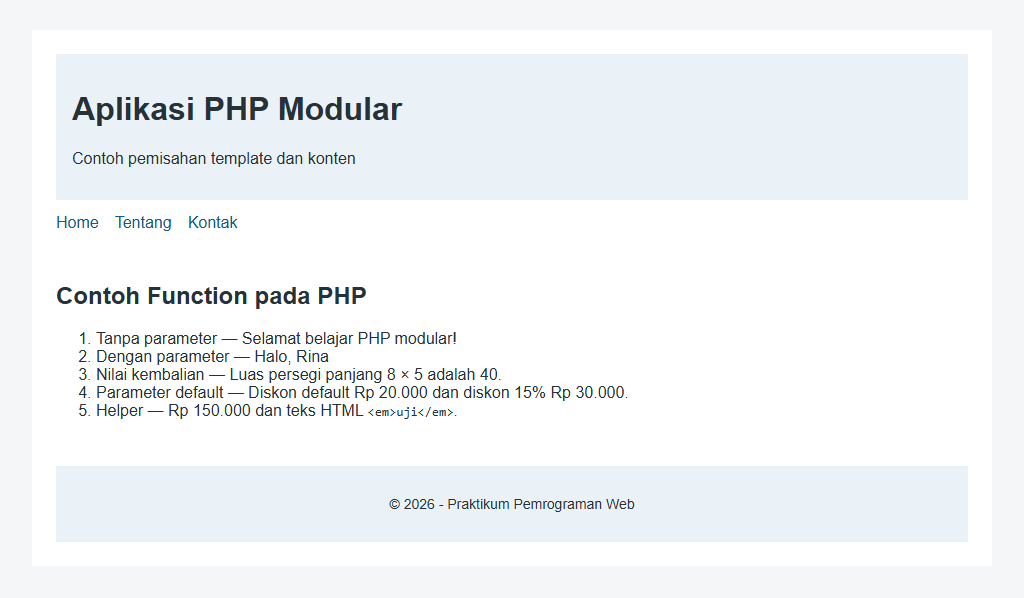 Aplikasi PHP Modular
Contoh pemisahan template dan konten
Home Tentang Kontak
Contoh Function pada PHP
1. Tanpa parameter — Selamat belajar PHP modular!
2. Dengan parameter — Halo, Rina
3. Nilai kembalian — Luas persegi panjang 8 × 5 adalah 40.
4. Parameter default — Diskon default Rp 20.000 dan diskon 15% Rp 30.000.
5. Helper — Rp 150.000 dan teks HTML <em>uji</em>.
© 2026 - Praktikum Pemrograman Web